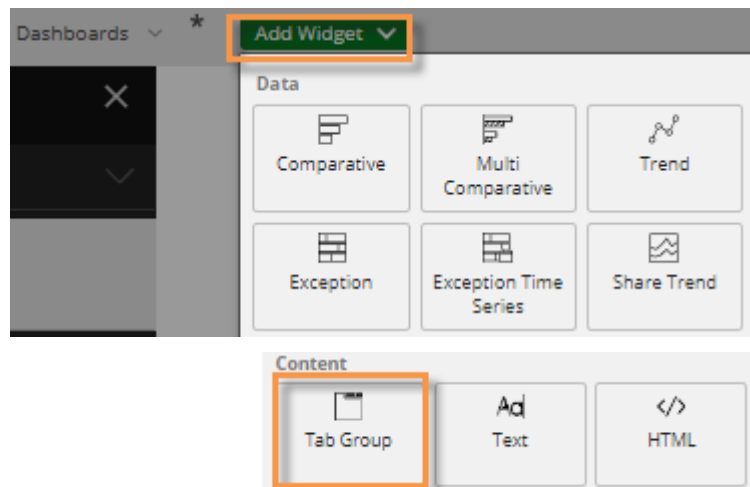 Dashboards *
Add Widget
Data
Comparative
Multi
Comparative
Trend
Exception
Exception Time
Series
Share Trend
Content
Tab Group
Aa
Text
</>
HTML